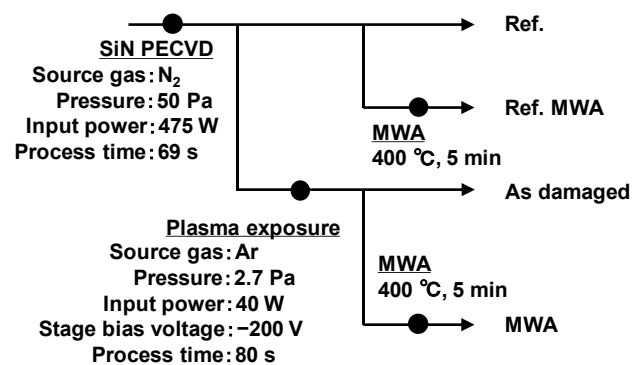 Ref.
SiN PECVD
Source gas:N₂
Pressure:50 Pa
Input power:475 W
Process time:69 s
Ref. MWA
MWA
400 ℃, 5 min
As damaged
Plasma exposure
Source gas:Ar
Pressure:2.7 Pa
Input power:40 W
Stage bias voltage:−200 V
Process time:80 s
MWA
400 ℃, 5 min
MWA